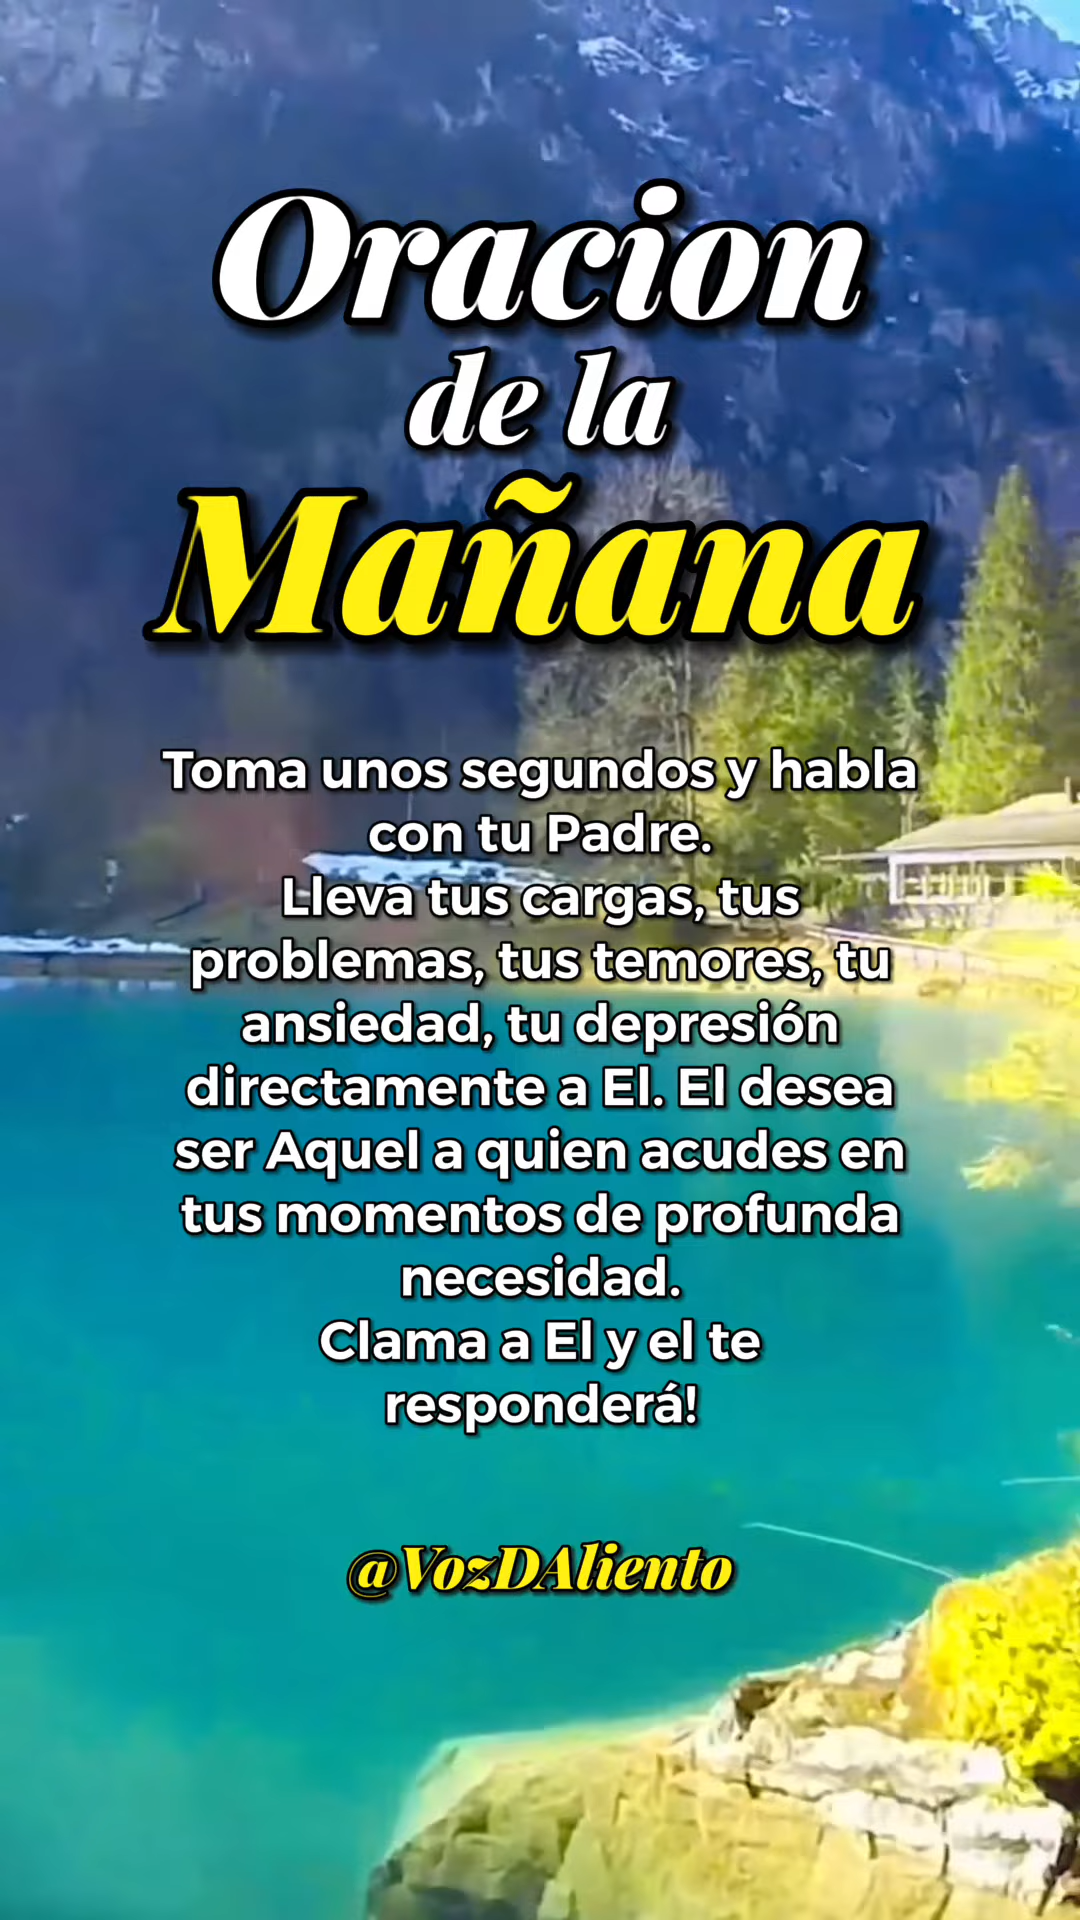 Oracion
de la
Mañana
Toma unos segundos y habla
con tu Padre.
Lleva tus cargas, tus
problemas, tus temores, tu
ansiedad, tu depresión
directamente a El. El desea
ser Aquel a quien acudes en
tus momentos de profunda
necesidad.
Clama a El y el te
responderá!
@VozDAliento